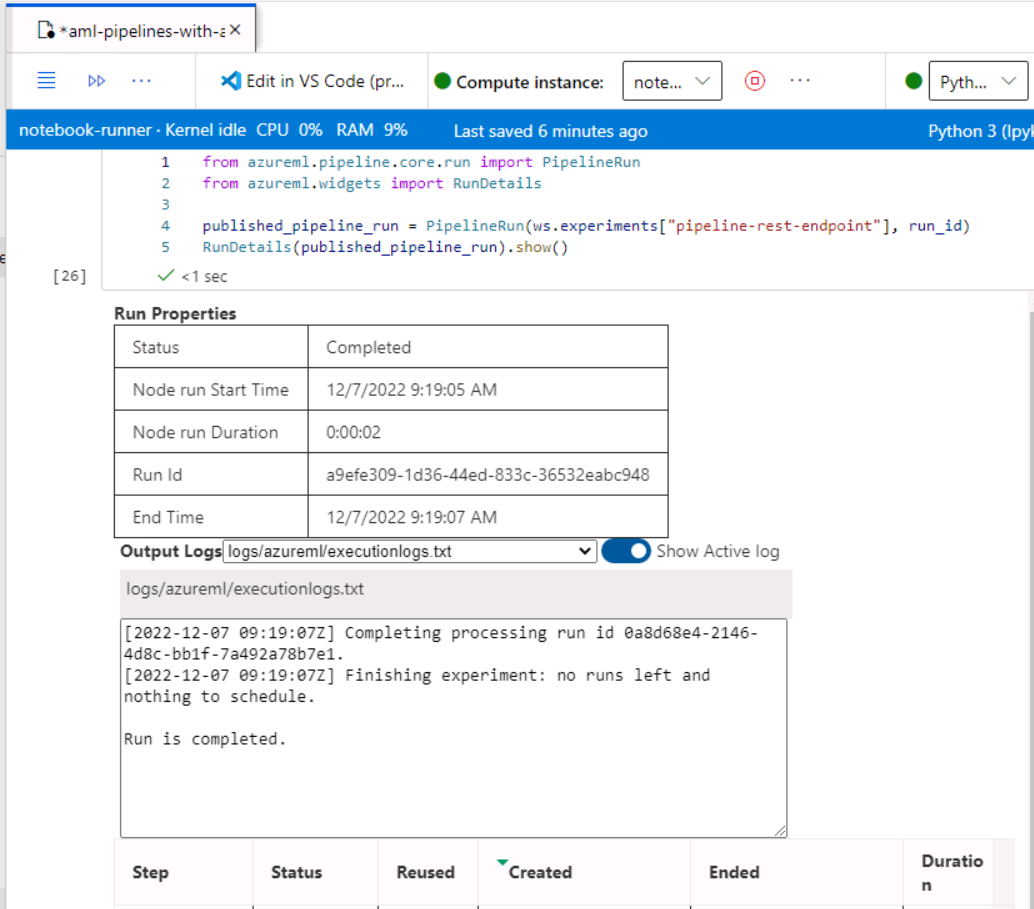 *aml-pipelines-with-a
Edit in VS Code (pr... Compute instance: note... Pyth...
notebook-runner · Kernel idle CPU 0% RAM 9% Last saved 6 minutes ago Python 3 (Ipyk
1 from azureml.pipeline.core.run import PipelineRun
2 from azureml.widgets import RunDetails
3
4 published_pipeline_run = PipelineRun(ws.experiments["pipeline-rest-endpoint"], run_id)
5 RunDetails(published_pipeline_run).show()
[26] <1 sec
Run Properties
Status Completed
Node run Start Time 12/7/2022 9:19:05 AM
Node run Duration 0:00:02
Run Id a9efe309-1d36-44ed-833c-36532eabc948
End Time 12/7/2022 9:19:07 AM
Output Logs logs/azureml/executionlogs.txt Show Active log
logs/azureml/executionlogs.txt
[2022-12-07 09:19:07Z] Completing processing run id 0a8d68e4-2146-
4d8c-bb1f-7a492a78b7e1.
[2022-12-07 09:19:07Z] Finishing experiment: no runs left and
nothing to schedule.
Run is completed.
Step Status Reused Created Ended Duratio
n